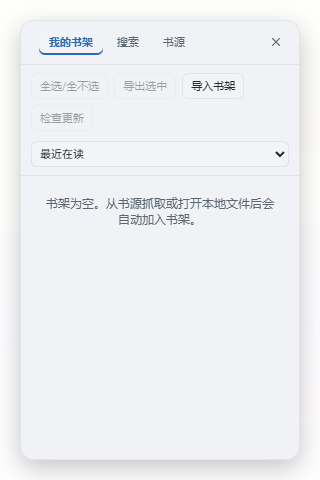 我的书架 搜索 书源 ×
全选/全不选 导出选中 导入书架
检查更新
最近在读
书架为空。从书源抓取或打开本地文件后会
自动加入书架。